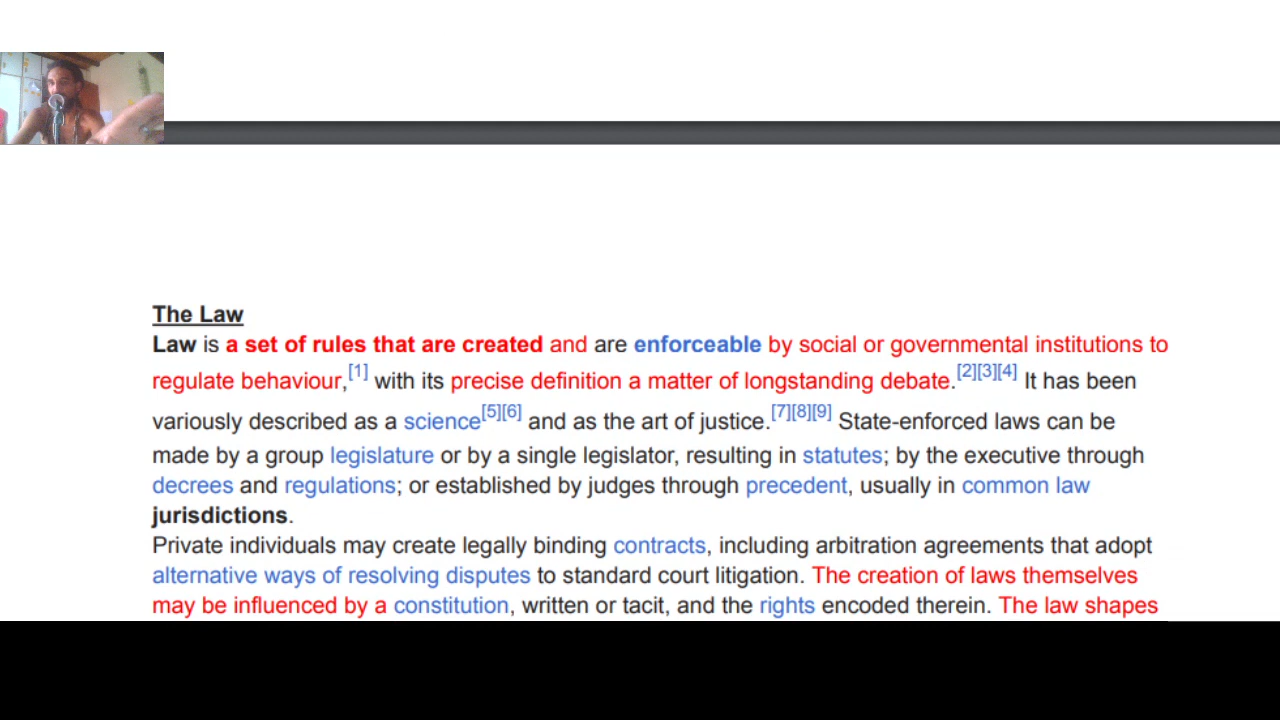 The Law
Law is a set of rules that are created and are enforceable by social or governmental institutions to
regulate behaviour,[1] with its precise definition a matter of longstanding debate.[2][3][4] It has been
variously described as a science[5][6] and as the art of justice.[7][8][9] State-enforced laws can be
made by a group legislature or by a single legislator, resulting in statutes; by the executive through
decrees and regulations; or established by judges through precedent, usually in common law
jurisdictions.
Private individuals may create legally binding contracts, including arbitration agreements that adopt
alternative ways of resolving disputes to standard court litigation. The creation of laws themselves
may be influenced by a constitution, written or tacit, and the rights encoded therein. The law shapes